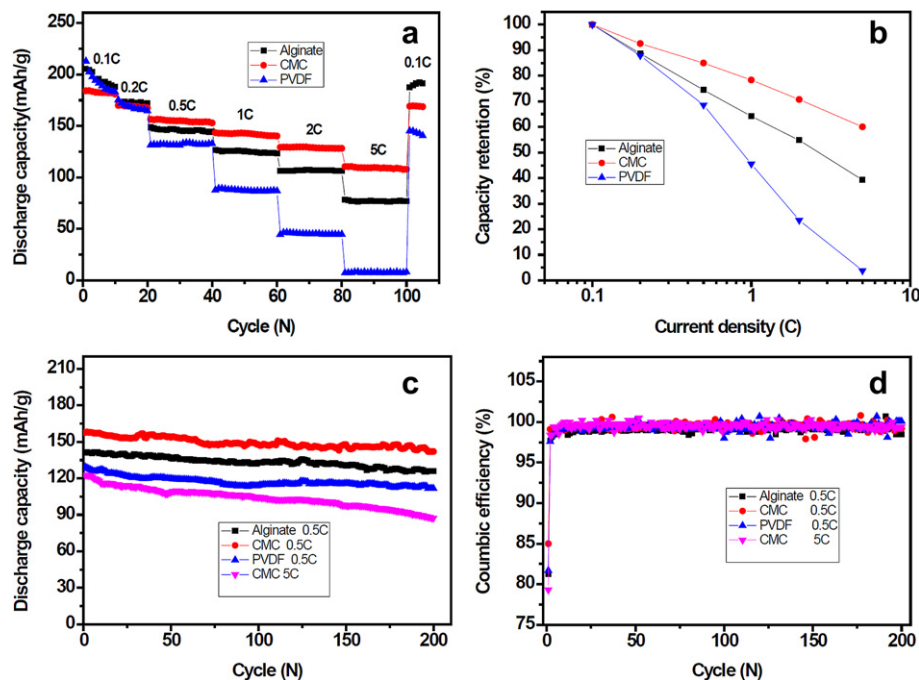 a
Discharge capacity(mAh/g)
250
200
150
100
50
0
0.1C
0.2C
0.5C
1C
2C
5C
0.1C
Alginate
CMC
PVDF
0 20 40 60 80 100
Cycle (N)
b
Capacity retention (%)
100
90
80
70
60
50
40
30
20
10
0
Alginate
CMC
PVDF
0.1 1 10
Current density (C)
c
Discharge capacity (mAh/g)
210
180
150
120
90
60
30
0
Alginate 0.5C
CMC 0.5C
PVDF 0.5C
CMC 5C
0 50 100 150 200
Cycle (N)
d
Coumbic efficiency (%)
105
100
95
90
85
80
75
Alginate 0.5C
CMC 0.5C
PVDF 0.5C
CMC 5C
0 50 100 150 200
Cycle (N)